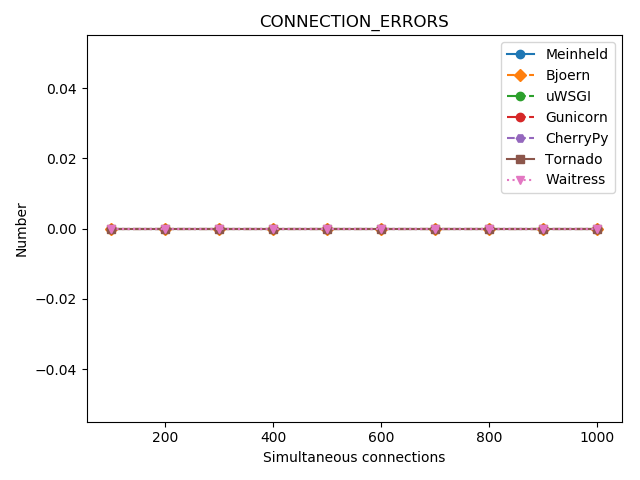 CONNECTION_ERRORS
Meinheld
Bjoern
uWSGI
Gunicorn
CherryPy
Tornado
Waitress
Number
0.04
0.02
0.00
−0.02
−0.04
200 400 600 800 1000
Simultaneous connections